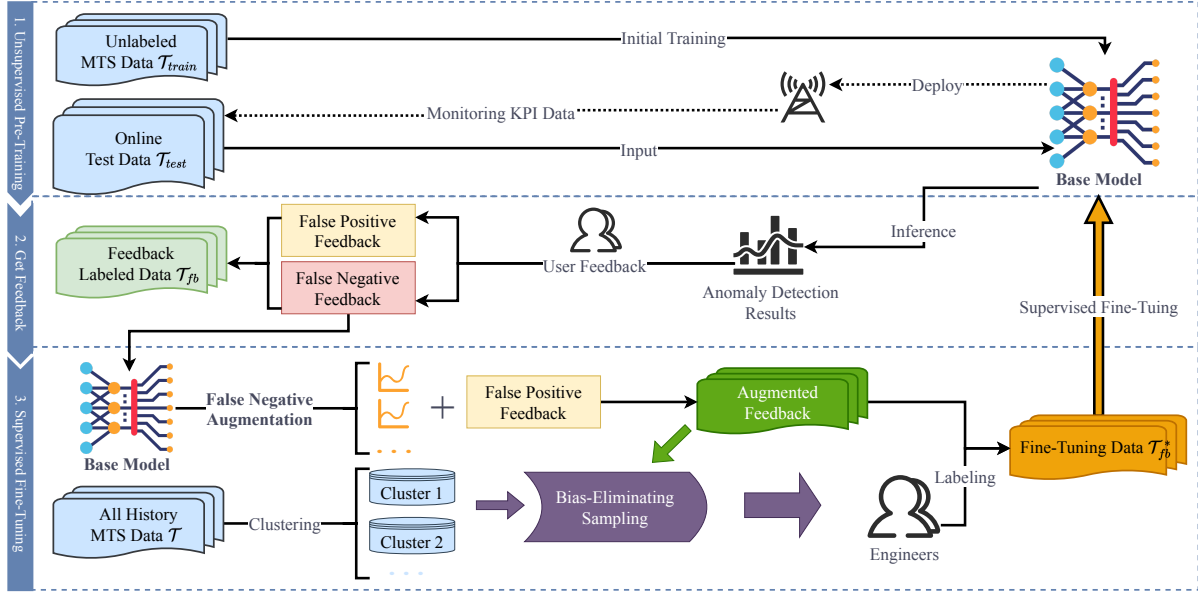 1. Unsupervised Pre-Training
Unlabeled
MTS Data 𝒯train
Initial Training
Deploy
Monitoring KPI Data
Online
Test Data 𝒯test
Input
Base Model
2. Get Feedback
Feedback
Labeled Data 𝒯fb
False Positive
Feedback
False Negative
Feedback
User Feedback
Anomaly Detection
Results
Inference
Supervised Fine-Tuing
3. Supervised Fine-Tuning
Base Model
False Negative
Augmentation
False Positive
Feedback
Augmented
Feedback
Fine-Tuning Data 𝒯*fb
Labeling
All History
MTS Data 𝒯
Clustering
Cluster 1
Cluster 2
Bias-Eliminating
Sampling
Engineers